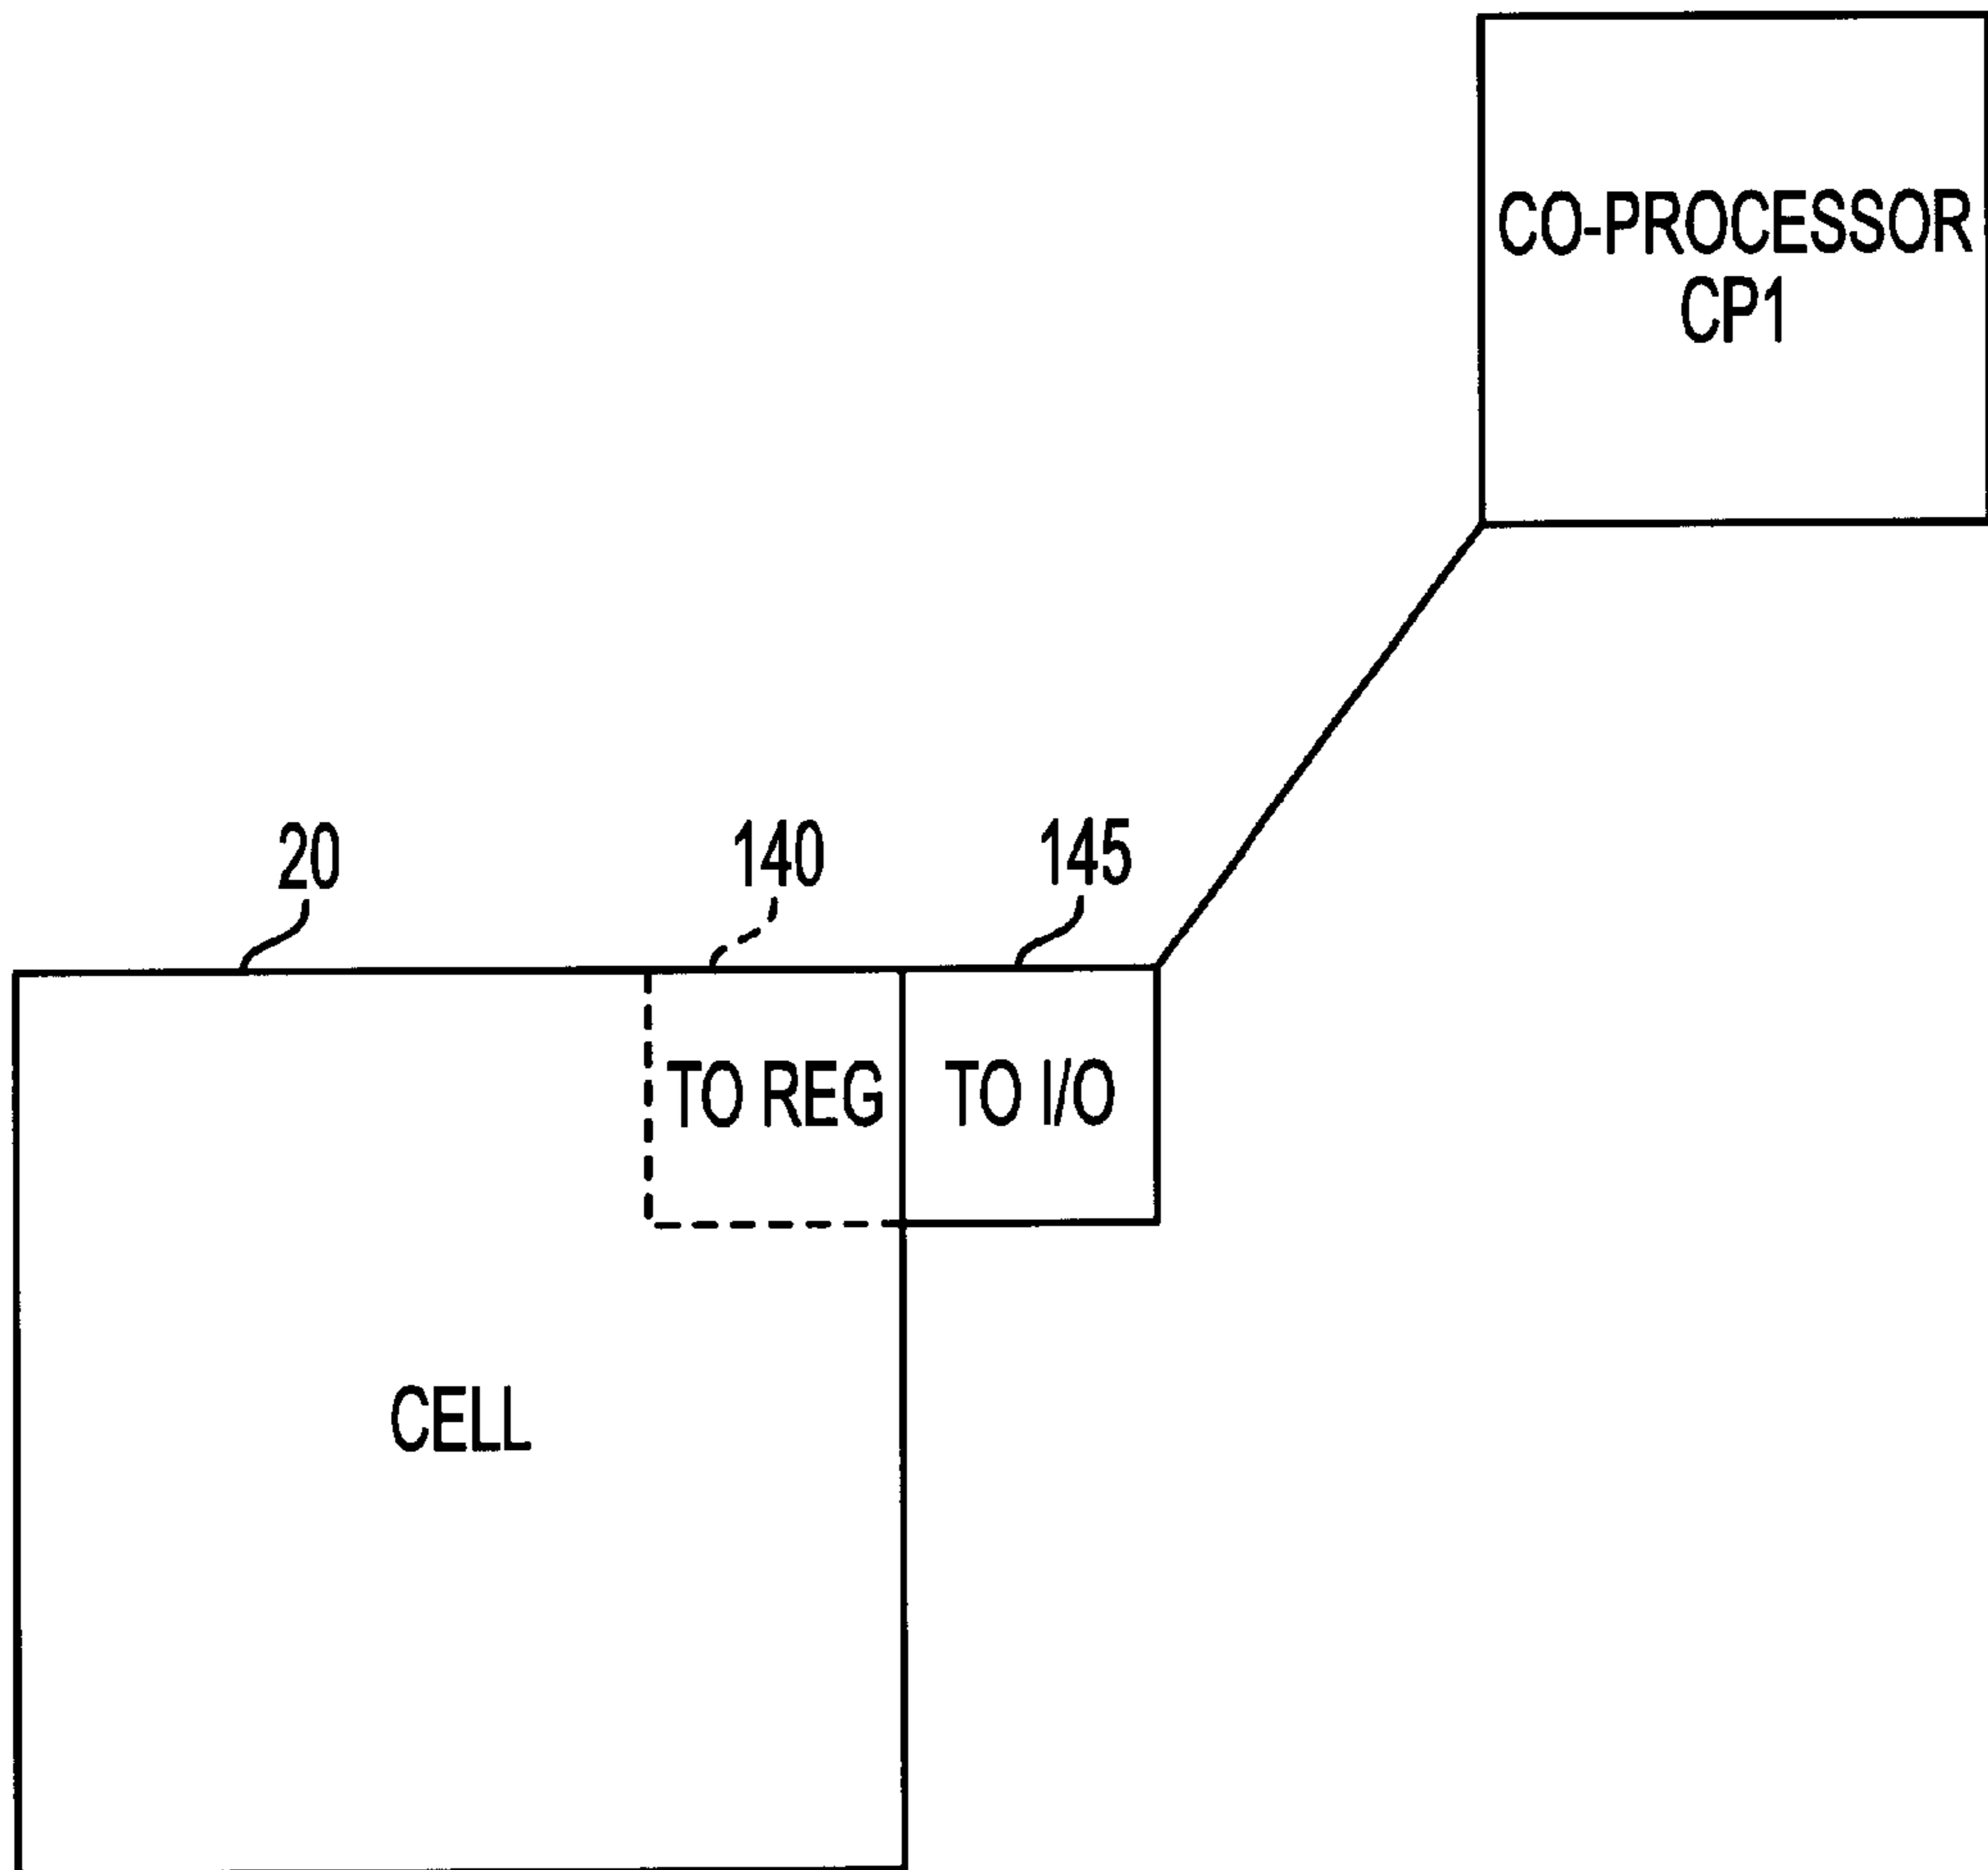 CO-PROCESSOR
CP1
20
140
145
TO REG
TO I/O
CELL